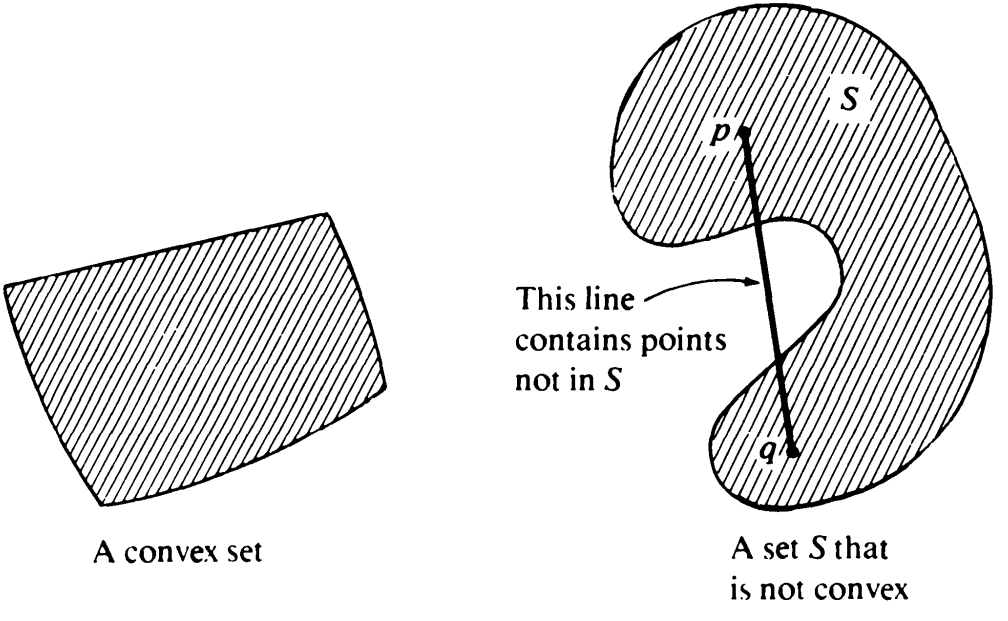 S
p
This line
contains points
not in S
q
A convex set
A set S that
is not convex